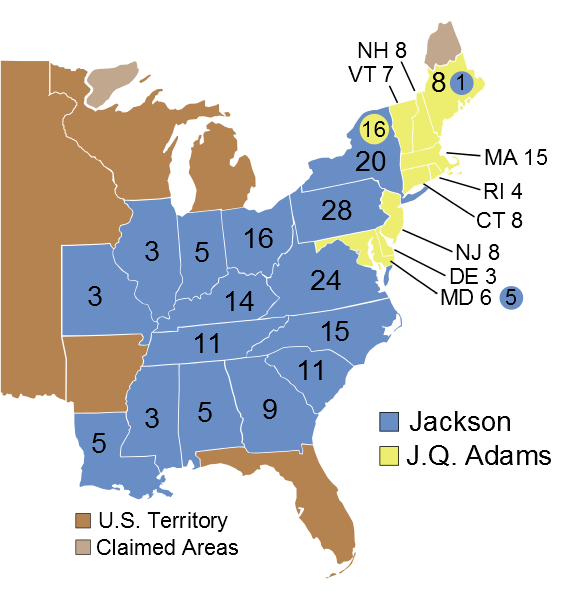 NH 8
VT 7
8 1
16
20
MA 15
RI 4
CT 8
28
NJ 8
DE 3
MD 6 5
3 5 16
24
3
14
11
15
11
3 5 9
5
Jackson
J.Q. Adams
U.S. Territory
Claimed Areas